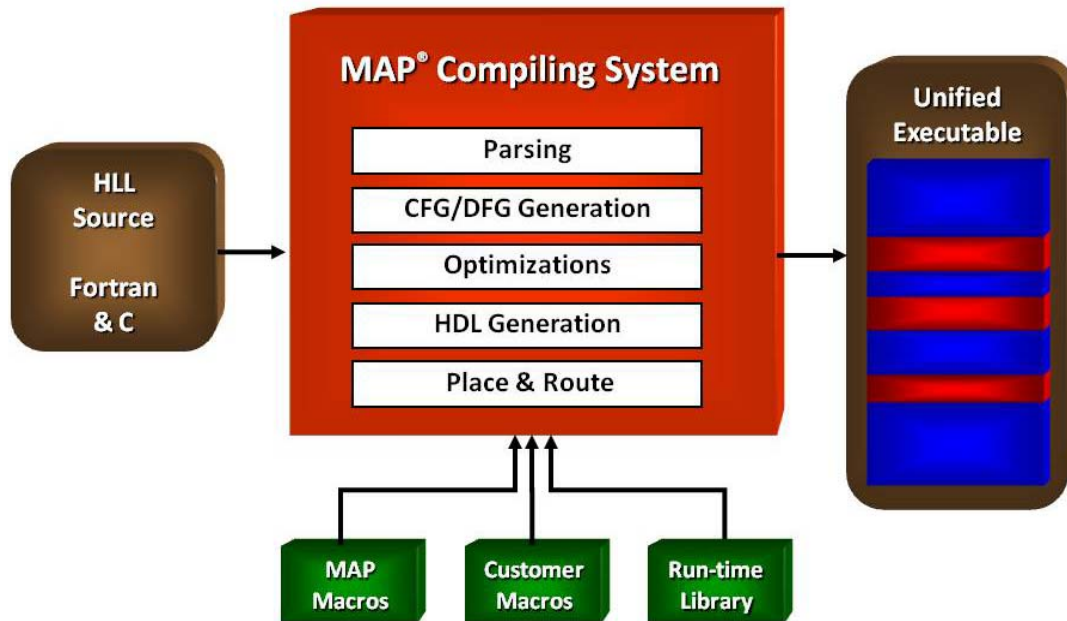 MAP® Compiling System
Parsing
CFG/DFG Generation
Optimizations
HDL Generation
Place & Route
HLL
Source
Fortran
& C
Unified
Executable
MAP
Macros
Customer
Macros
Run-time
Library